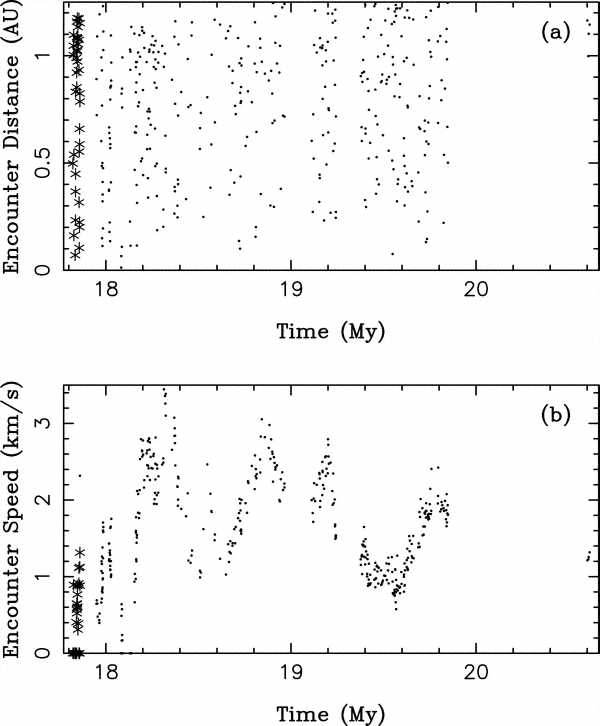 Encounter Distance (AU)
1
0.5
0
(a)
18
19
20
Time (My)
Encounter Speed (km/s)
3
2
1
0
(b)
18
19
20
Time (My)